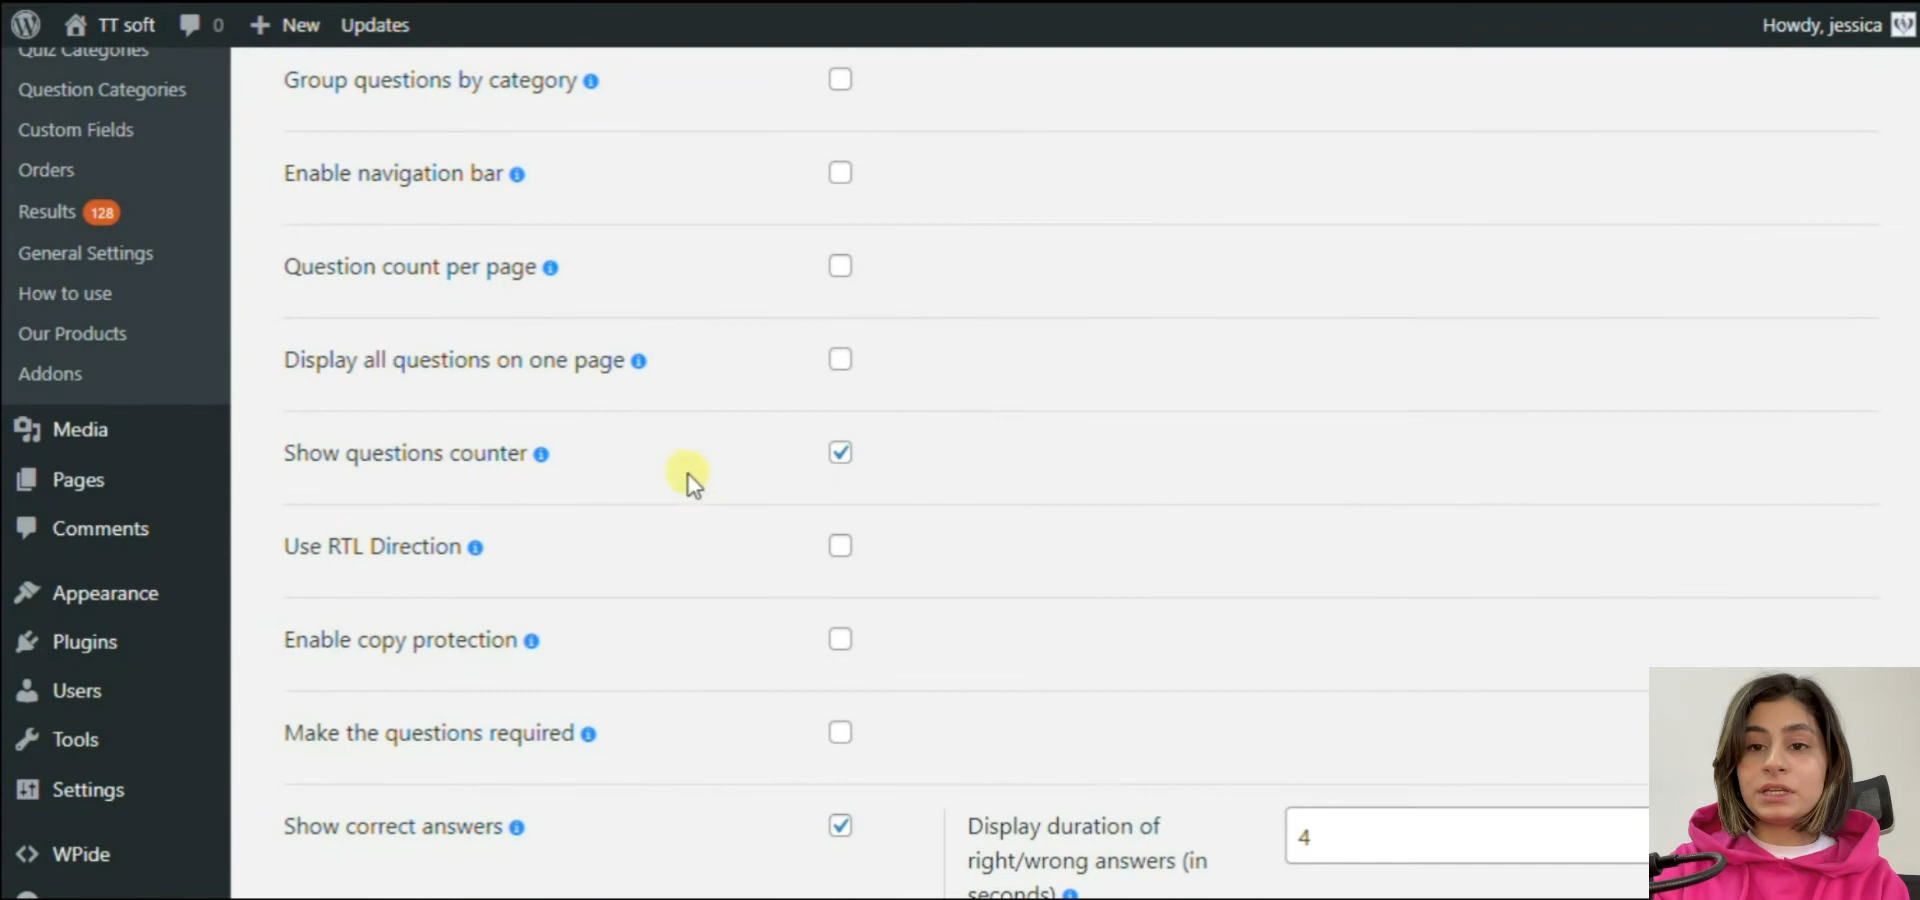 TT soft
0
New
Updates
Howdy, jessica
Quiz Categories
Question Categories
Custom Fields
Orders
Results 128
General Settings
How to use
Our Products
Addons
Media
Pages
Comments
Appearance
Plugins
Users
Tools
Settings
WPide
Group questions by category
Enable navigation bar
Question count per page
Display all questions on one page
Show questions counter
Use RTL Direction
Enable copy protection
Make the questions required
Show correct answers
Display duration of
right/wrong answers (in
seconds)
4